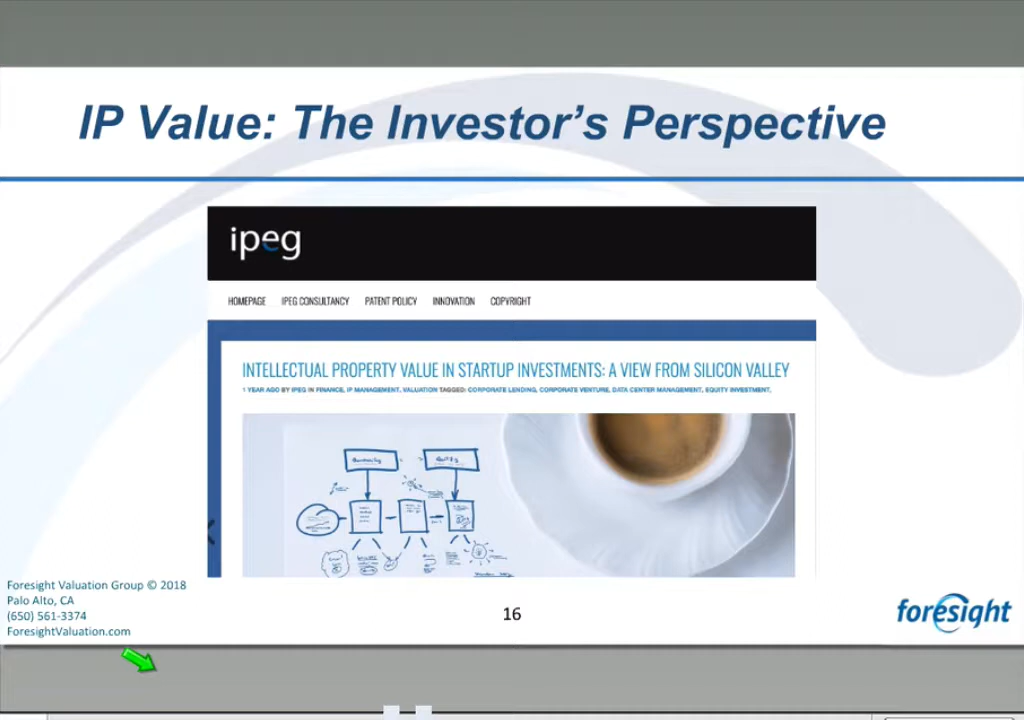 IP Value: The Investor's Perspective
ipeg
HOMEPAGE IPEG CONSULTANCY PATENT POLICY INNOVATION COPYRIGHT
INTELLECTUAL PROPERTY VALUE IN STARTUP INVESTMENTS: A VIEW FROM SILICON VALLEY
1 YEAR AGO BY IPEG IN FINANCE, IP MANAGEMENT, VALUATION TAGGED: CORPORATE LENDING, CORPORATE VENTURE, DATA CENTER MANAGEMENT, EQUITY INVESTMENT,
Foresight Valuation Group © 2018
Palo Alto, CA
(650) 561-3374
ForesightValuation.com
16
foresight